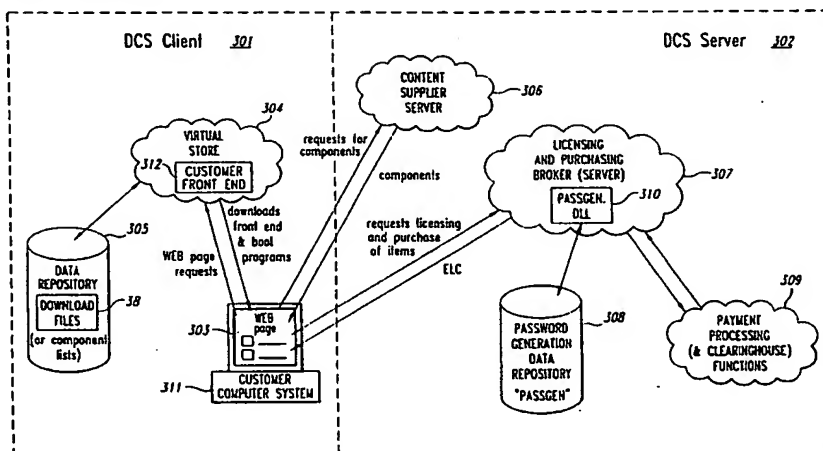 DCS Client 301
DCS Server 302
CONTENT
SUPPLIER
SERVER
306
304
VIRTUAL
STORE
312
CUSTOMER
FRONT END
requests for
components
components
LICENSING
AND PURCHASING
BROKER (SERVER)
307
PASSGEN.
DLL
310
305
DATA
REPOSITORY
DOWNLOAD
FILES
38
(or component
lists)
WEB page
requests
downloads
front end
& boot
programs
requests licensing
and purchase
of items
ELC
303
WEB
page
311
CUSTOMER
COMPUTER SYSTEM
PASSWORD
GENERATION
DATA
REPOSITORY
"PASSGEN"
308
309
PAYMENT
PROCESSING
(& CLEARINGHOUSE)
FUNCTIONS